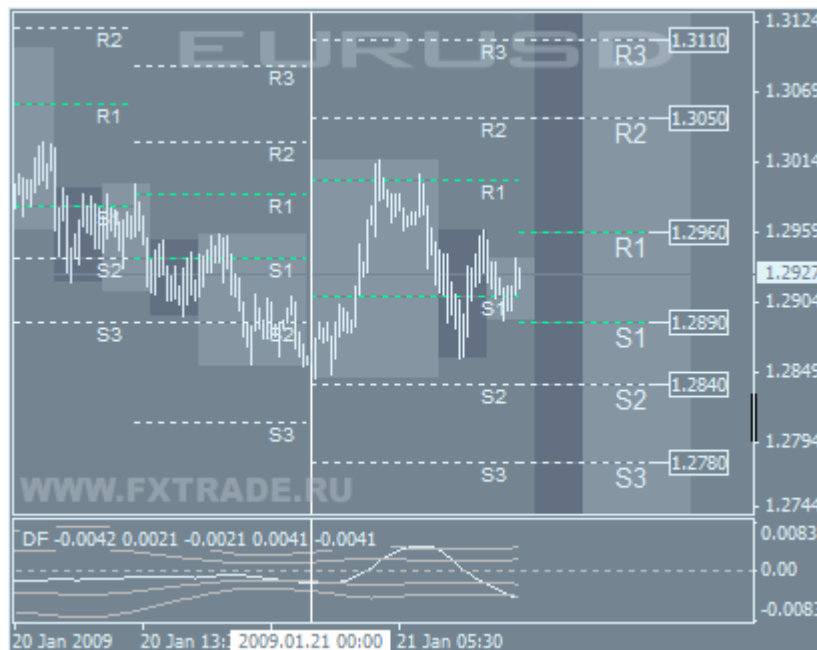 EURUSD
R2
R1
S1
S2
S3
R3
R2
R1
S1
S2
S3
R3
R2
R1
S1
S2
S3
R3
R2
R1
S1
S2
S3
1.3110
1.3050
1.2960
1.2890
1.2840
1.2780
1.3124
1.3069
1.3014
1.2959
1.2927
1.2904
1.2849
1.2794
1.2744
WWW.FXTRADE.RU
DF -0.0042 0.0021 -0.0021 0.0041 -0.0041
0.0083
0.00
-0.0083
20 Jan 2009 20 Jan 13: 2009.01.21 00:00 21 Jan 05:30